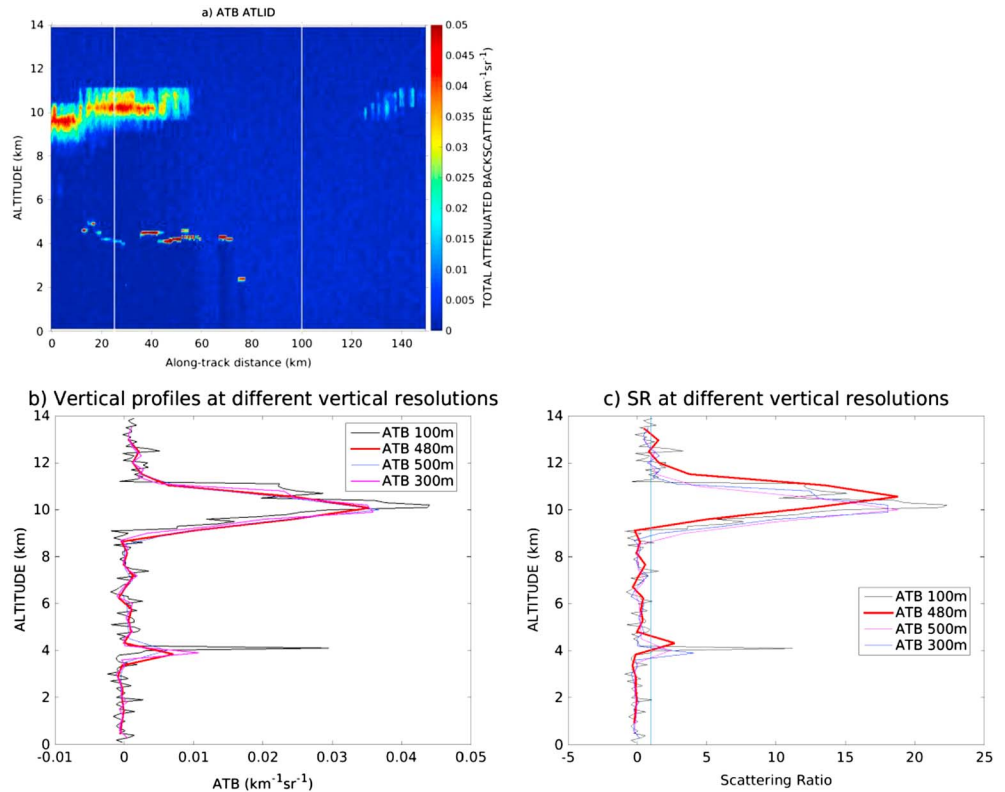 a) ATB ATLID
14
12
10
8
6
4
2
0
ALTITUDE (km)
0 20 40 60 80 100 120 140
Along-track distance (km)
0.05
0.045
0.04
0.035
0.03
0.025
0.02
0.015
0.01
0.005
0
TOTAL ATTENUATED BACKSCATTER (km-1sr-1)
b) Vertical profiles at different vertical resolutions
14
12
10
8
6
4
2
0
ALTITUDE (km)
ATB 100m
ATB 480m
ATB 500m
ATB 300m
-0.01 0 0.01 0.02 0.03 0.04 0.05
ATB (km-1sr-1)
c) SR at different vertical resolutions
14
12
10
8
6
4
2
0
ALTITUDE (km)
ATB 100m
ATB 480m
ATB 500m
ATB 300m
-5 0 5 10 15 20 25
Scattering Ratio